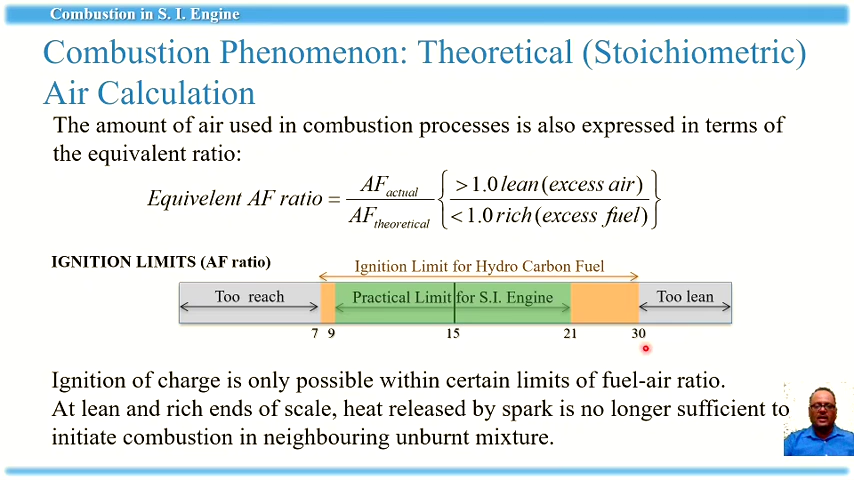 Combustion in S. I. Engine
Combustion Phenomenon: Theoretical (Stoichiometric)
Air Calculation
The amount of air used in combustion processes is also expressed in terms of
the equivalent ratio:
Equivelent AF ratio = AF actual / AF theoretical { > 1.0 lean (excess air) / < 1.0 rich (excess fuel) }
IGNITION LIMITS (AF ratio)
Ignition Limit for Hydro Carbon Fuel
Too reach Practical Limit for S.I. Engine Too lean
7 9 15 21 30
Ignition of charge is only possible within certain limits of fuel-air ratio.
At lean and rich ends of scale, heat released by spark is no longer sufficient to
initiate combustion in neighbouring unburnt mixture.